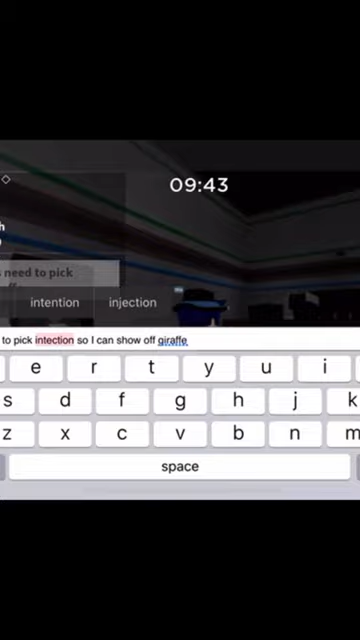 09:43
h
need to pick
intention injection
to pick intection so I can show off giraffe
e r t y u i
s d f g h j k
z x c v b n m
space